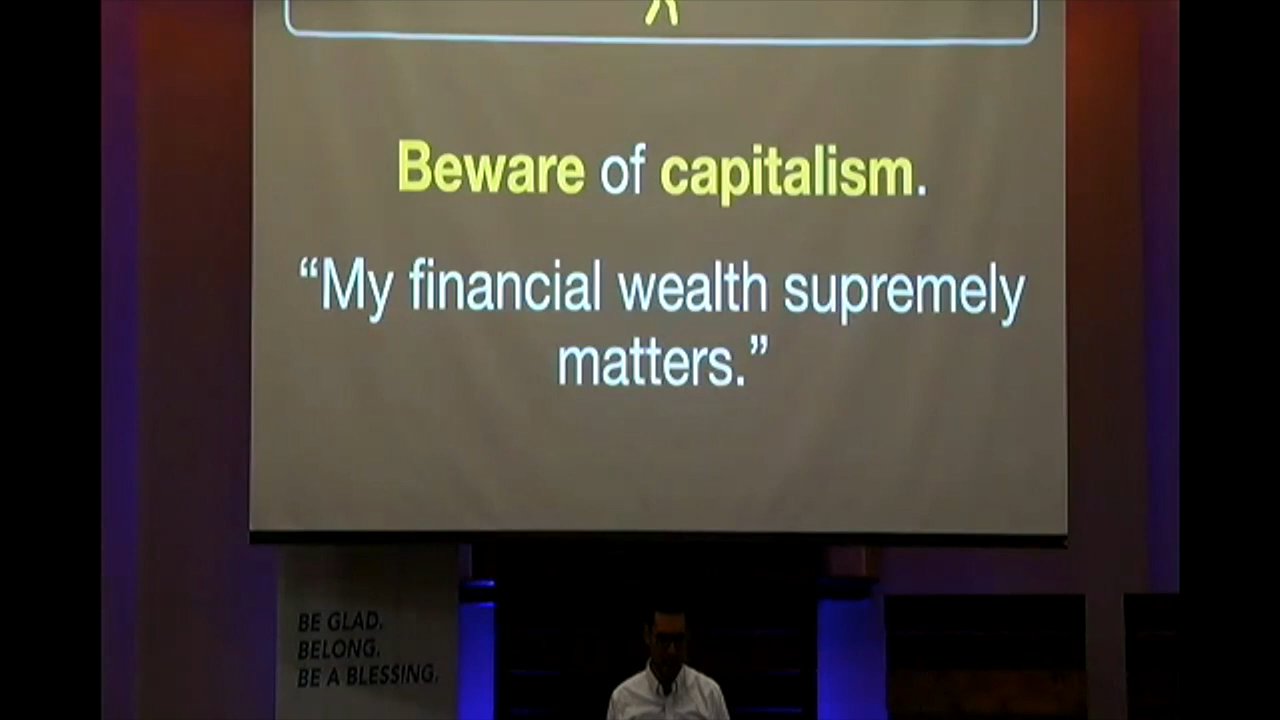 Beware of capitalism.
“My financial wealth supremely
matters.”
BE GLAD.
BELONG.
BE A BLESSING.